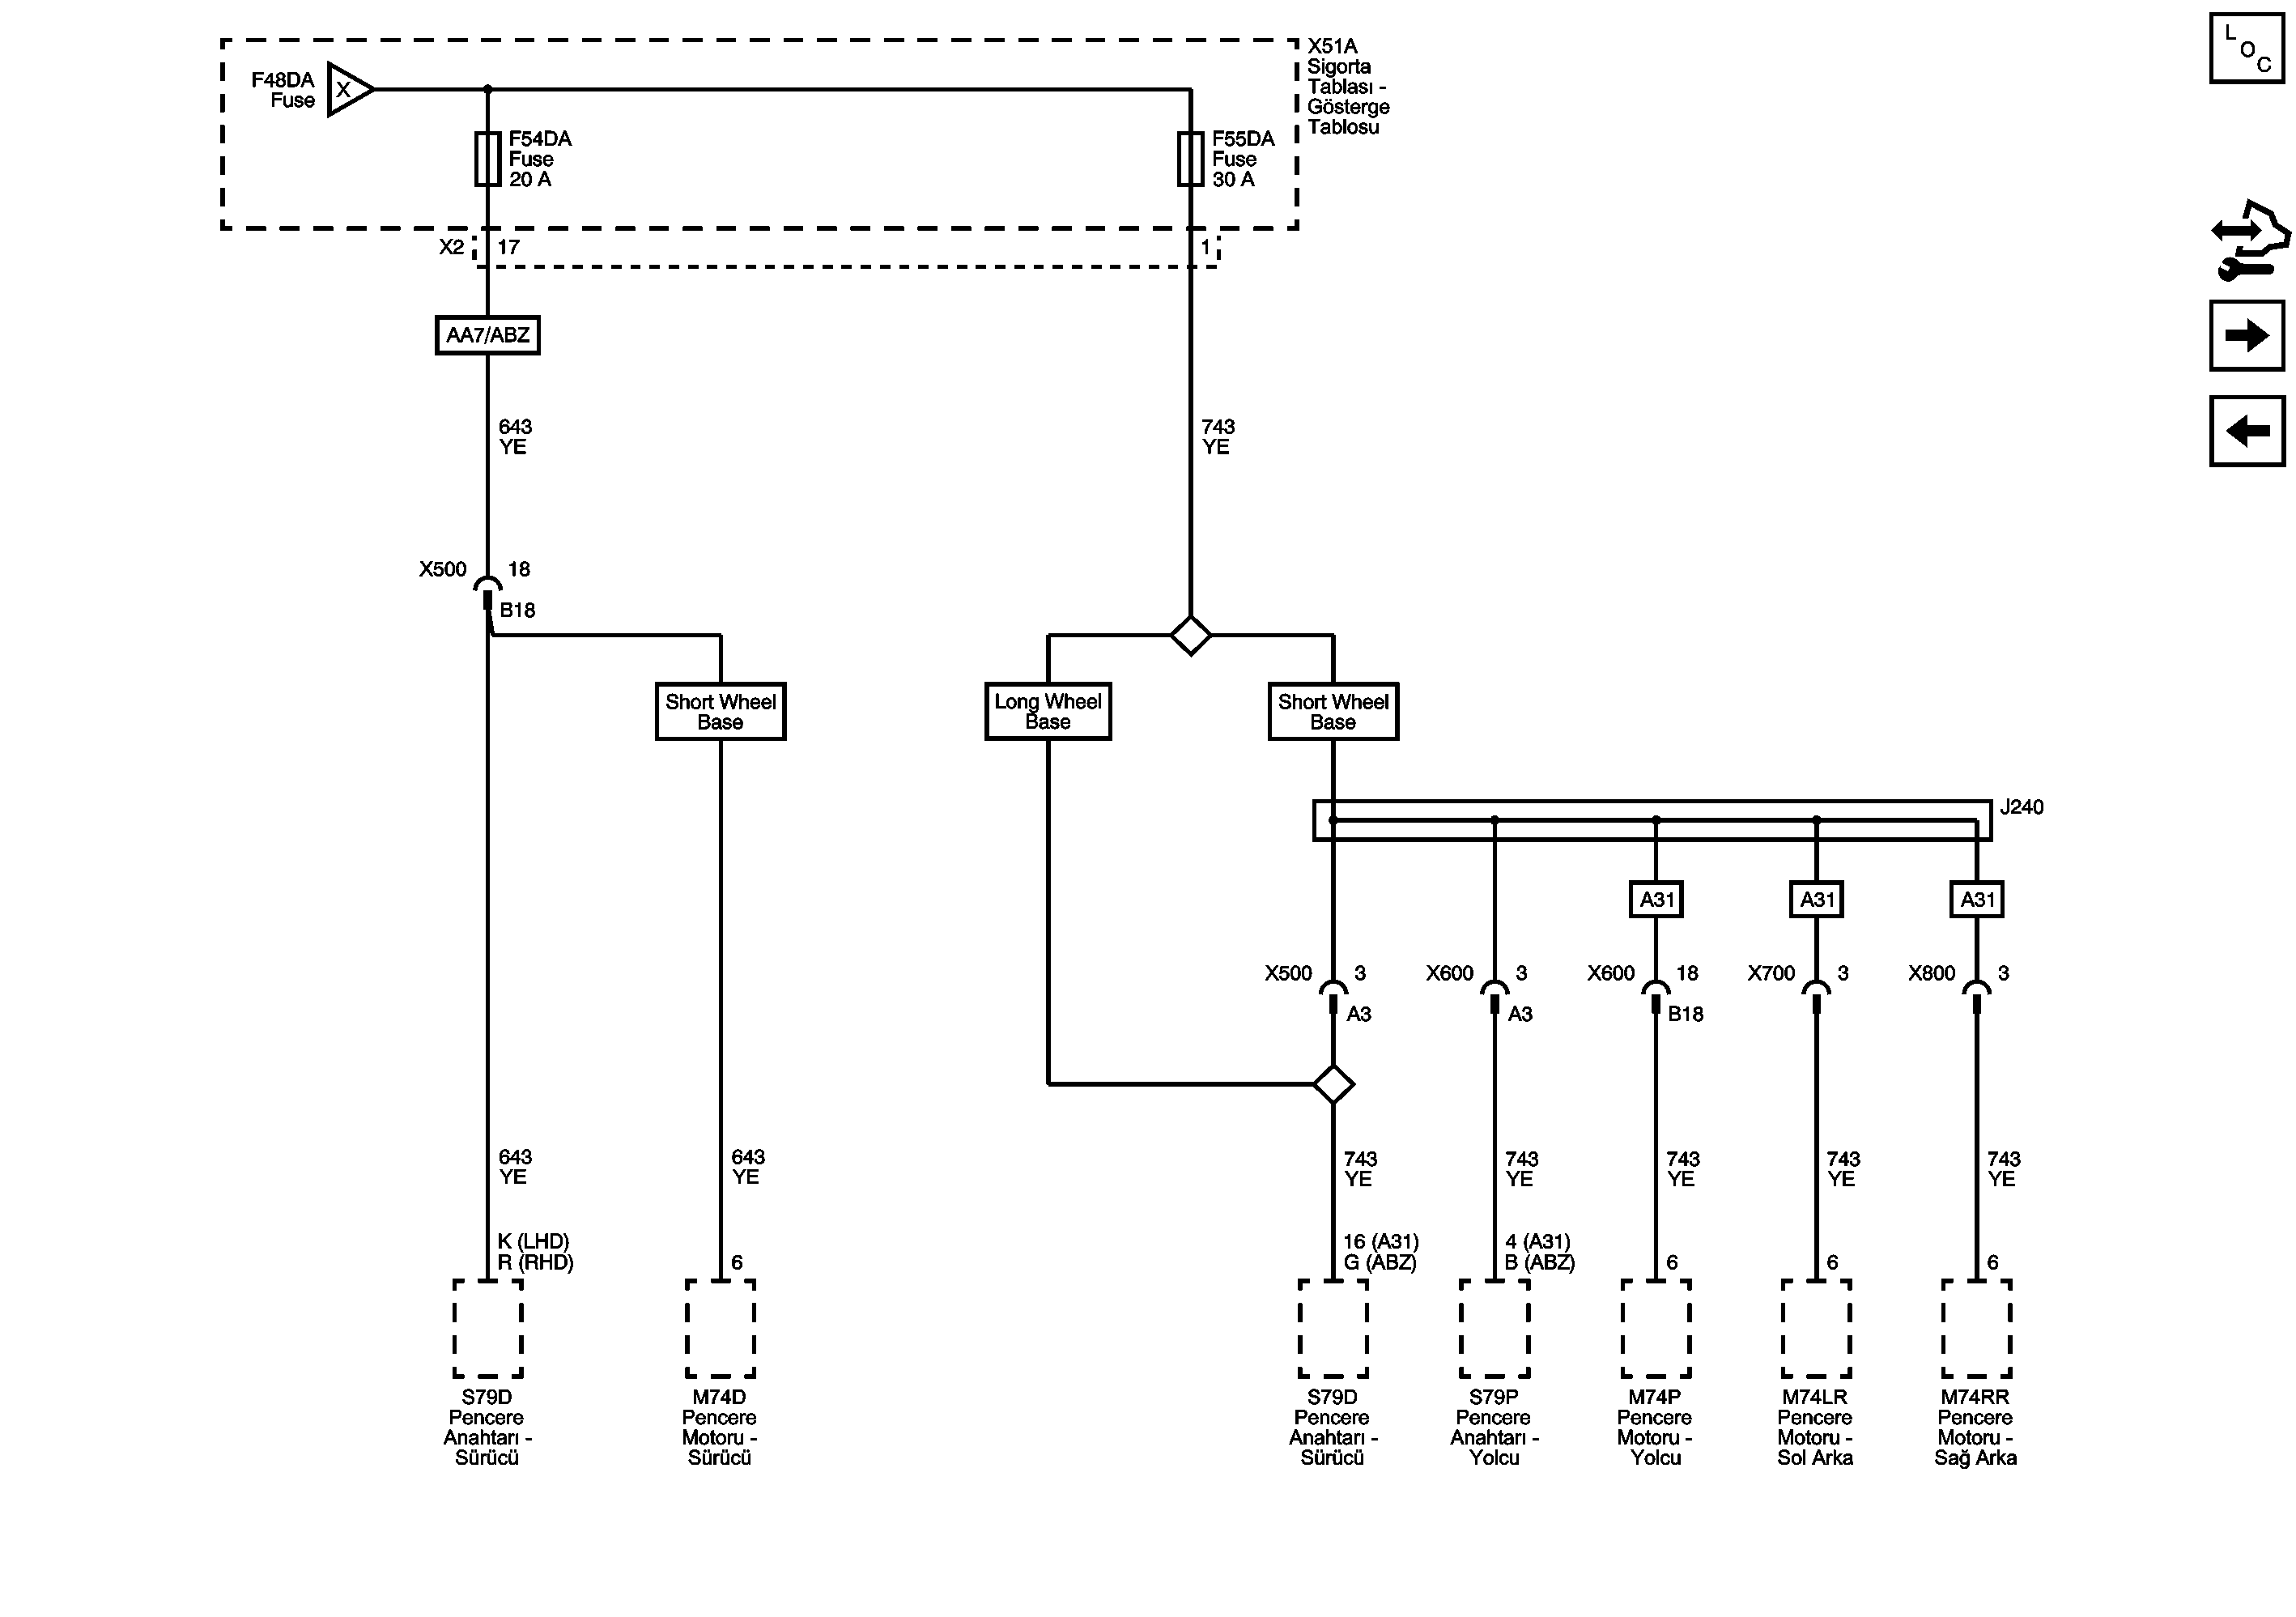 L
O
C
X51A
Sigorta
Tablası -
Gösterge
Tablosu
F48DA
Fuse
X
F54DA
Fuse
20 A
F55DA
Fuse
30 A
X2
17
1
AA7/ABZ
643
YE
743
YE
X500
18
B18
Short Wheel
Base
Long Wheel
Base
Short Wheel
Base
J240
A31
A31
A31
X500
3
A3
X600
3
A3
X600
18
B18
X700
3
X800
3
643
YE
643
YE
743
YE
743
YE
743
YE
743
YE
743
YE
K (LHD)
R (RHD)
6
16 (A31)
G (ABZ)
4 (A31)
B (ABZ)
6
6
6
S79D
Pencere
Anahtarı -
Sürücü
M74D
Pencere
Motoru -
Sürücü
S79D
Pencere
Anahtarı -
Sürücü
S79P
Pencere
Anahtarı -
Yolcu
M74P
Pencere
Motoru -
Yolcu
M74LR
Pencere
Motoru -
Sol Arka
M74RR
Pencere
Motoru -
Sağ Arka